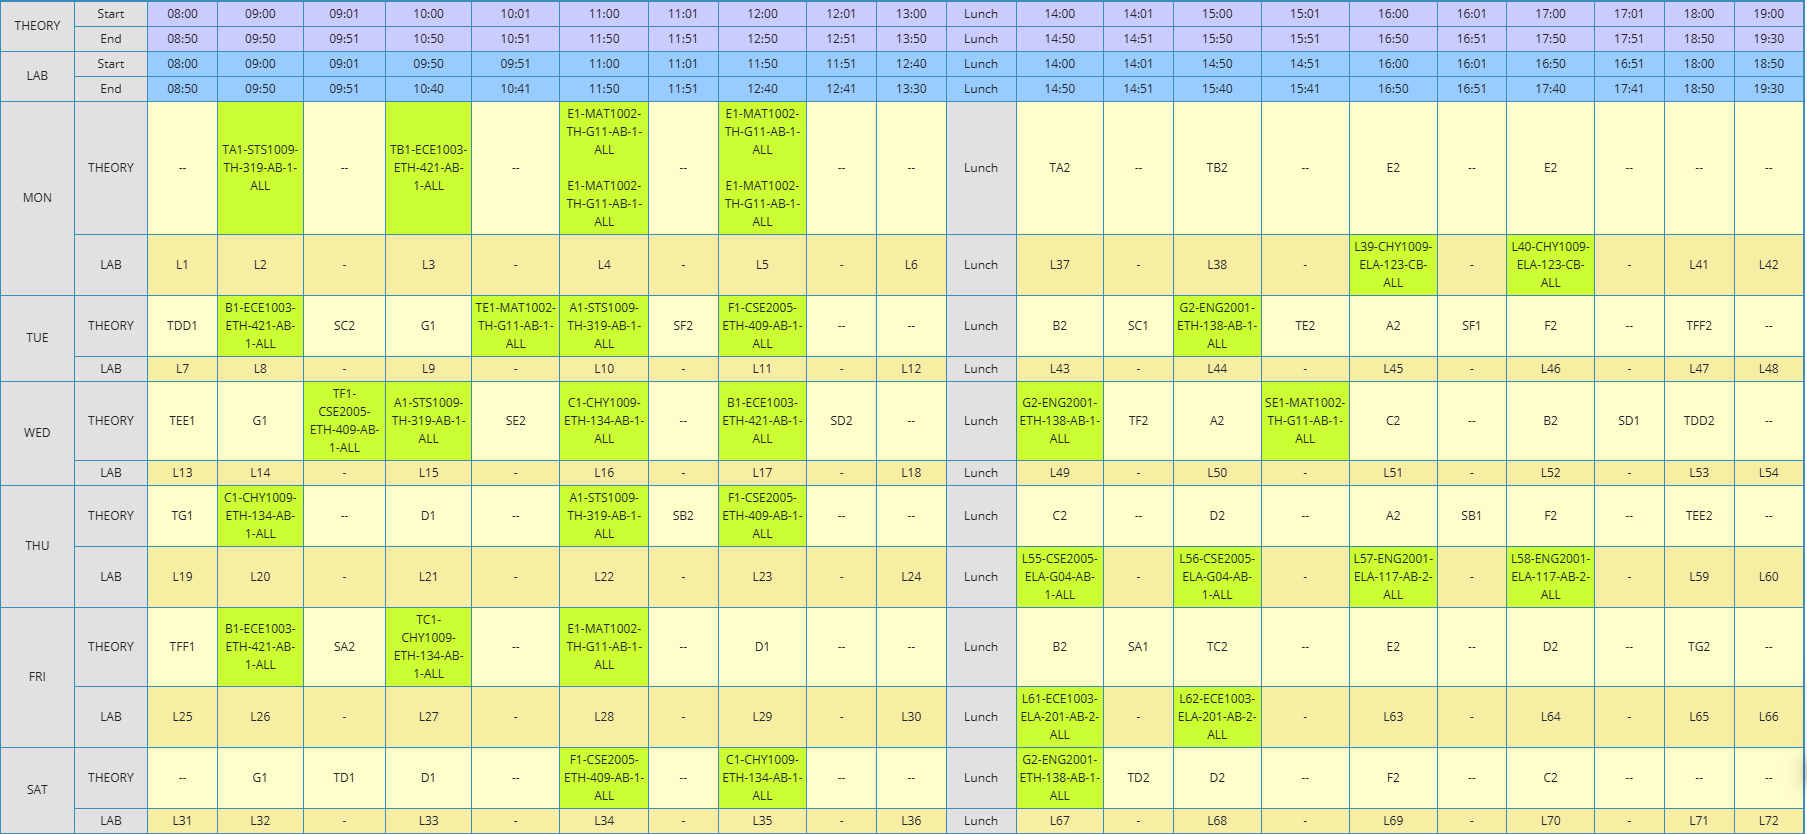 THEORY Start 08:00 09:00 09:01 10:00 10:01 11:00 11:01 12:00 12:01 13:00 Lunch 14:00 14:01 15:00 15:01 16:00 16:01 17:00 17:01 18:00 19:00
End 08:50 09:50 09:51 10:50 10:51 11:50 11:51 12:50 12:51 13:50 Lunch 14:50 14:51 15:50 15:51 16:50 16:51 17:50 17:51 18:50 19:30
LAB Start 08:00 09:00 09:01 09:50 09:51 11:00 11:01 11:50 11:51 12:40 Lunch 14:00 14:01 14:50 14:51 16:00 16:01 16:50 16:51 18:00 18:50
End 08:50 09:50 09:51 10:40 10:41 11:50 11:51 12:40 12:41 13:30 Lunch 14:50 14:51 15:40 15:41 16:50 16:51 17:40 17:41 18:50 19:30
MON THEORY -- TA1-STS1009-TH-319-AB-1-ALL -- TB1-ECE1003-ETH-421-AB-1-ALL -- E1-MAT1002-TH-G11-AB-1-ALL E1-MAT1002-TH-G11-AB-1-ALL -- E1-MAT1002-TH-G11-AB-1-ALL E1-MAT1002-TH-G11-AB-1-ALL -- -- Lunch TA2 -- TB2 -- E2 -- E2 -- -- --
LAB L1 L2 - L3 - L4 - L5 - L6 Lunch L37 - L38 - L39-CHY1009-ELA-123-CB-ALL - L40-CHY1009-ELA-123-CB-ALL - L41 L42
TUE THEORY TDD1 B1-ECE1003-ETH-421-AB-1-ALL SC2 G1 TE1-MAT1002-TH-G11-AB-1-ALL A1-STS1009-TH-319-AB-1-ALL SF2 F1-CSE2005-ETH-409-AB-1-ALL -- -- Lunch B2 SC1 G2-ENG2001-ETH-138-AB-1-ALL TE2 A2 SF1 F2 -- TFF2 --
LAB L7 L8 - L9 - L10 - L11 - L12 Lunch L43 - L44 - L45 - L46 - L47 L48
WED THEORY TEE1 G1 TF1-CSE2005-ETH-409-AB-1-ALL A1-STS1009-TH-319-AB-1-ALL SE2 C1-CHY1009-ETH-134-AB-1-ALL -- B1-ECE1003-ETH-421-AB-1-ALL SD2 -- Lunch G2-ENG2001-ETH-138-AB-1-ALL TF2 A2 SE1-MAT1002-TH-G11-AB-1-ALL C2 -- B2 SD1 TDD2 --
LAB L13 L14 - L15 - L16 - L17 - L18 Lunch L49 - L50 - L51 - L52 - L53 L54
THU THEORY TG1 C1-CHY1009-ETH-134-AB-1-ALL -- D1 -- A1-STS1009-TH-319-AB-1-ALL SB2 F1-CSE2005-ETH-409-AB-1-ALL -- -- Lunch C2 -- D2 -- A2 SB1 F2 -- TEE2 --
LAB L19 L20 - L21 - L22 - L23 - L24 Lunch L55-CSE2005-ELA-G04-AB-1-ALL - L56-CSE2005-ELA-G04-AB-1-ALL - L57-ENG2001-ELA-117-AB-2-ALL - L58-ENG2001-ELA-117-AB-2-ALL - L59 L60
FRI THEORY TFF1 B1-ECE1003-ETH-421-AB-1-ALL SA2 TC1-CHY1009-ETH-134-AB-1-ALL -- E1-MAT1002-TH-G11-AB-1-ALL -- D1 -- -- Lunch B2 SA1 TC2 -- E2 -- D2 -- TG2 --
LAB L25 L26 - L27 - L28 - L29 - L30 Lunch L61-ECE1003-ELA-201-AB-2-ALL - L62-ECE1003-ELA-201-AB-2-ALL - L63 - L64 - L65 L66
SAT THEORY -- G1 TD1 D1 -- F1-CSE2005-ETH-409-AB-1-ALL -- C1-CHY1009-ETH-134-AB-1-ALL -- -- Lunch G2-ENG2001-ETH-138-AB-1-ALL TD2 D2 -- F2 -- C2 -- -- --
LAB L31 L32 - L33 - L34 - L35 - L36 Lunch L67 - L68 - L69 - L70 - L71 L72